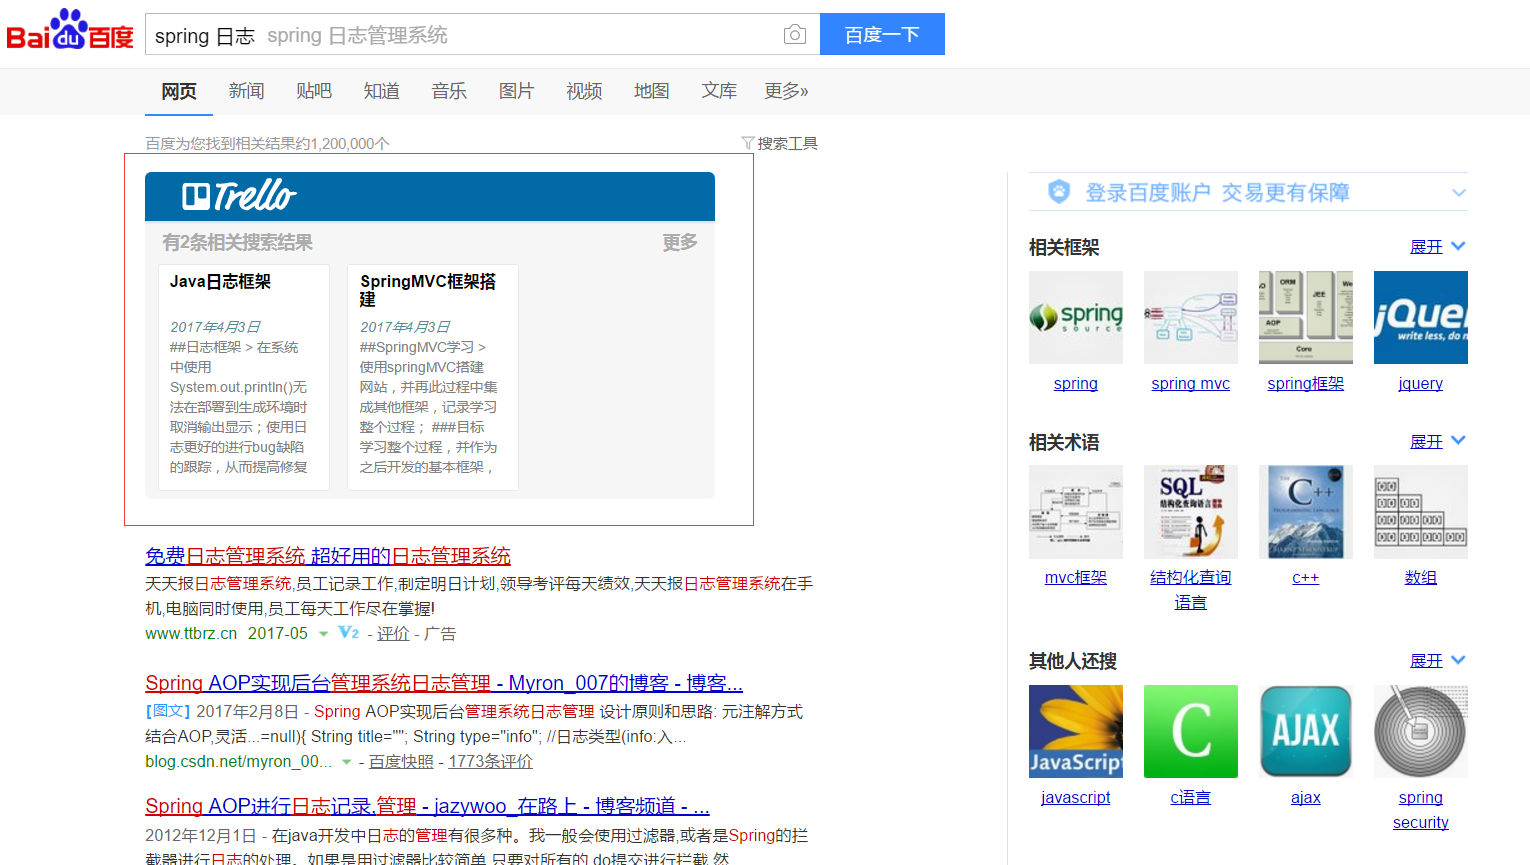 Bai du 百度
spring 日志 spring 日志管理系统
百度一下
网页 新闻 贴吧 知道 音乐 图片 视频 地图 文库 更多»
百度为您找到相关结果约1,200,000个
搜索工具
Trello
有2条相关搜索结果
更多
Java日志框架
2017年4月3日
##日志框架 > 在系统
中使用
System.out.println()无
法在部署到生成环境时
取消输出显示；使用日
志更好的进行bug缺陷
的跟踪，从而提高修复
SpringMVC框架搭
建
2017年4月3日
##SpringMVC学习 >
使用springMVC搭建
网站，并再此过程中集
成其他框架，记录学习
整个过程； ###目标
学习整个过程，并作为
之后开发的基本框架，
免费日志管理系统 超好用的日志管理系统
天天报日志管理系统,员工记录工作,制定明日计划,领导考评每天绩效,天天报日志管理系统在手
机,电脑同时使用,员工每天工作尽在掌握!
www.ttbrz.cn 2017-05 V2 - 评价 - 广告
Spring AOP实现后台管理系统日志管理 - Myron_007的博客 - 博客...
[图文] 2017年2月8日 - Spring AOP实现后台管理系统日志管理 设计原则和思路: 元注解方式
结合AOP,灵活...=null){ String title=""; String type="info"; //日志类型(info:入...
blog.csdn.net/myron_00... - 百度快照 - 1773条评价
Spring AOP进行日志记录,管理 - jazywoo_在路上 - 博客频道 - ...
2012年12月1日 - 在java开发中日志的管理有很多种。我一般会使用过滤器,或者是Spring的拦
截器进行日志的处理。如果是用过滤器比较简单,只要对所有的.do提交进行拦截,然
登录百度账户 交易更有保障
相关框架
展开
spring
source
AOP
ORM
JEE
We
Core
jQuer
write less, do m
spring
spring mvc
spring框架
jquery
相关术语
展开
SQL
结构化查询语言
C++
mvc框架
结构化查询
语言
c++
数组
其他人还搜
展开
JavaScript
C
AJAX
javascript
c语言
ajax
spring
security